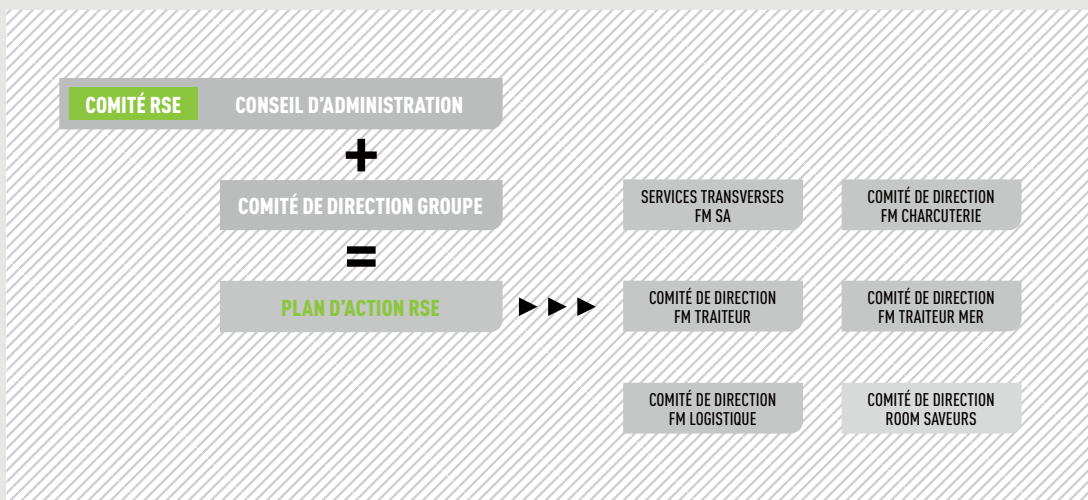 COMITÉ RSE CONSEIL D'ADMINISTRATION
+
COMITÉ DE DIRECTION GROUPE
=
PLAN D'ACTION RSE
SERVICES TRANSVERSES
FM SA
COMITÉ DE DIRECTION
FM CHARCUTERIE
COMITÉ DE DIRECTION
FM TRAITEUR
COMITÉ DE DIRECTION
FM TRAITEUR MER
COMITÉ DE DIRECTION
FM LOGISTIQUE
COMITÉ DE DIRECTION
ROOM SAVEURS